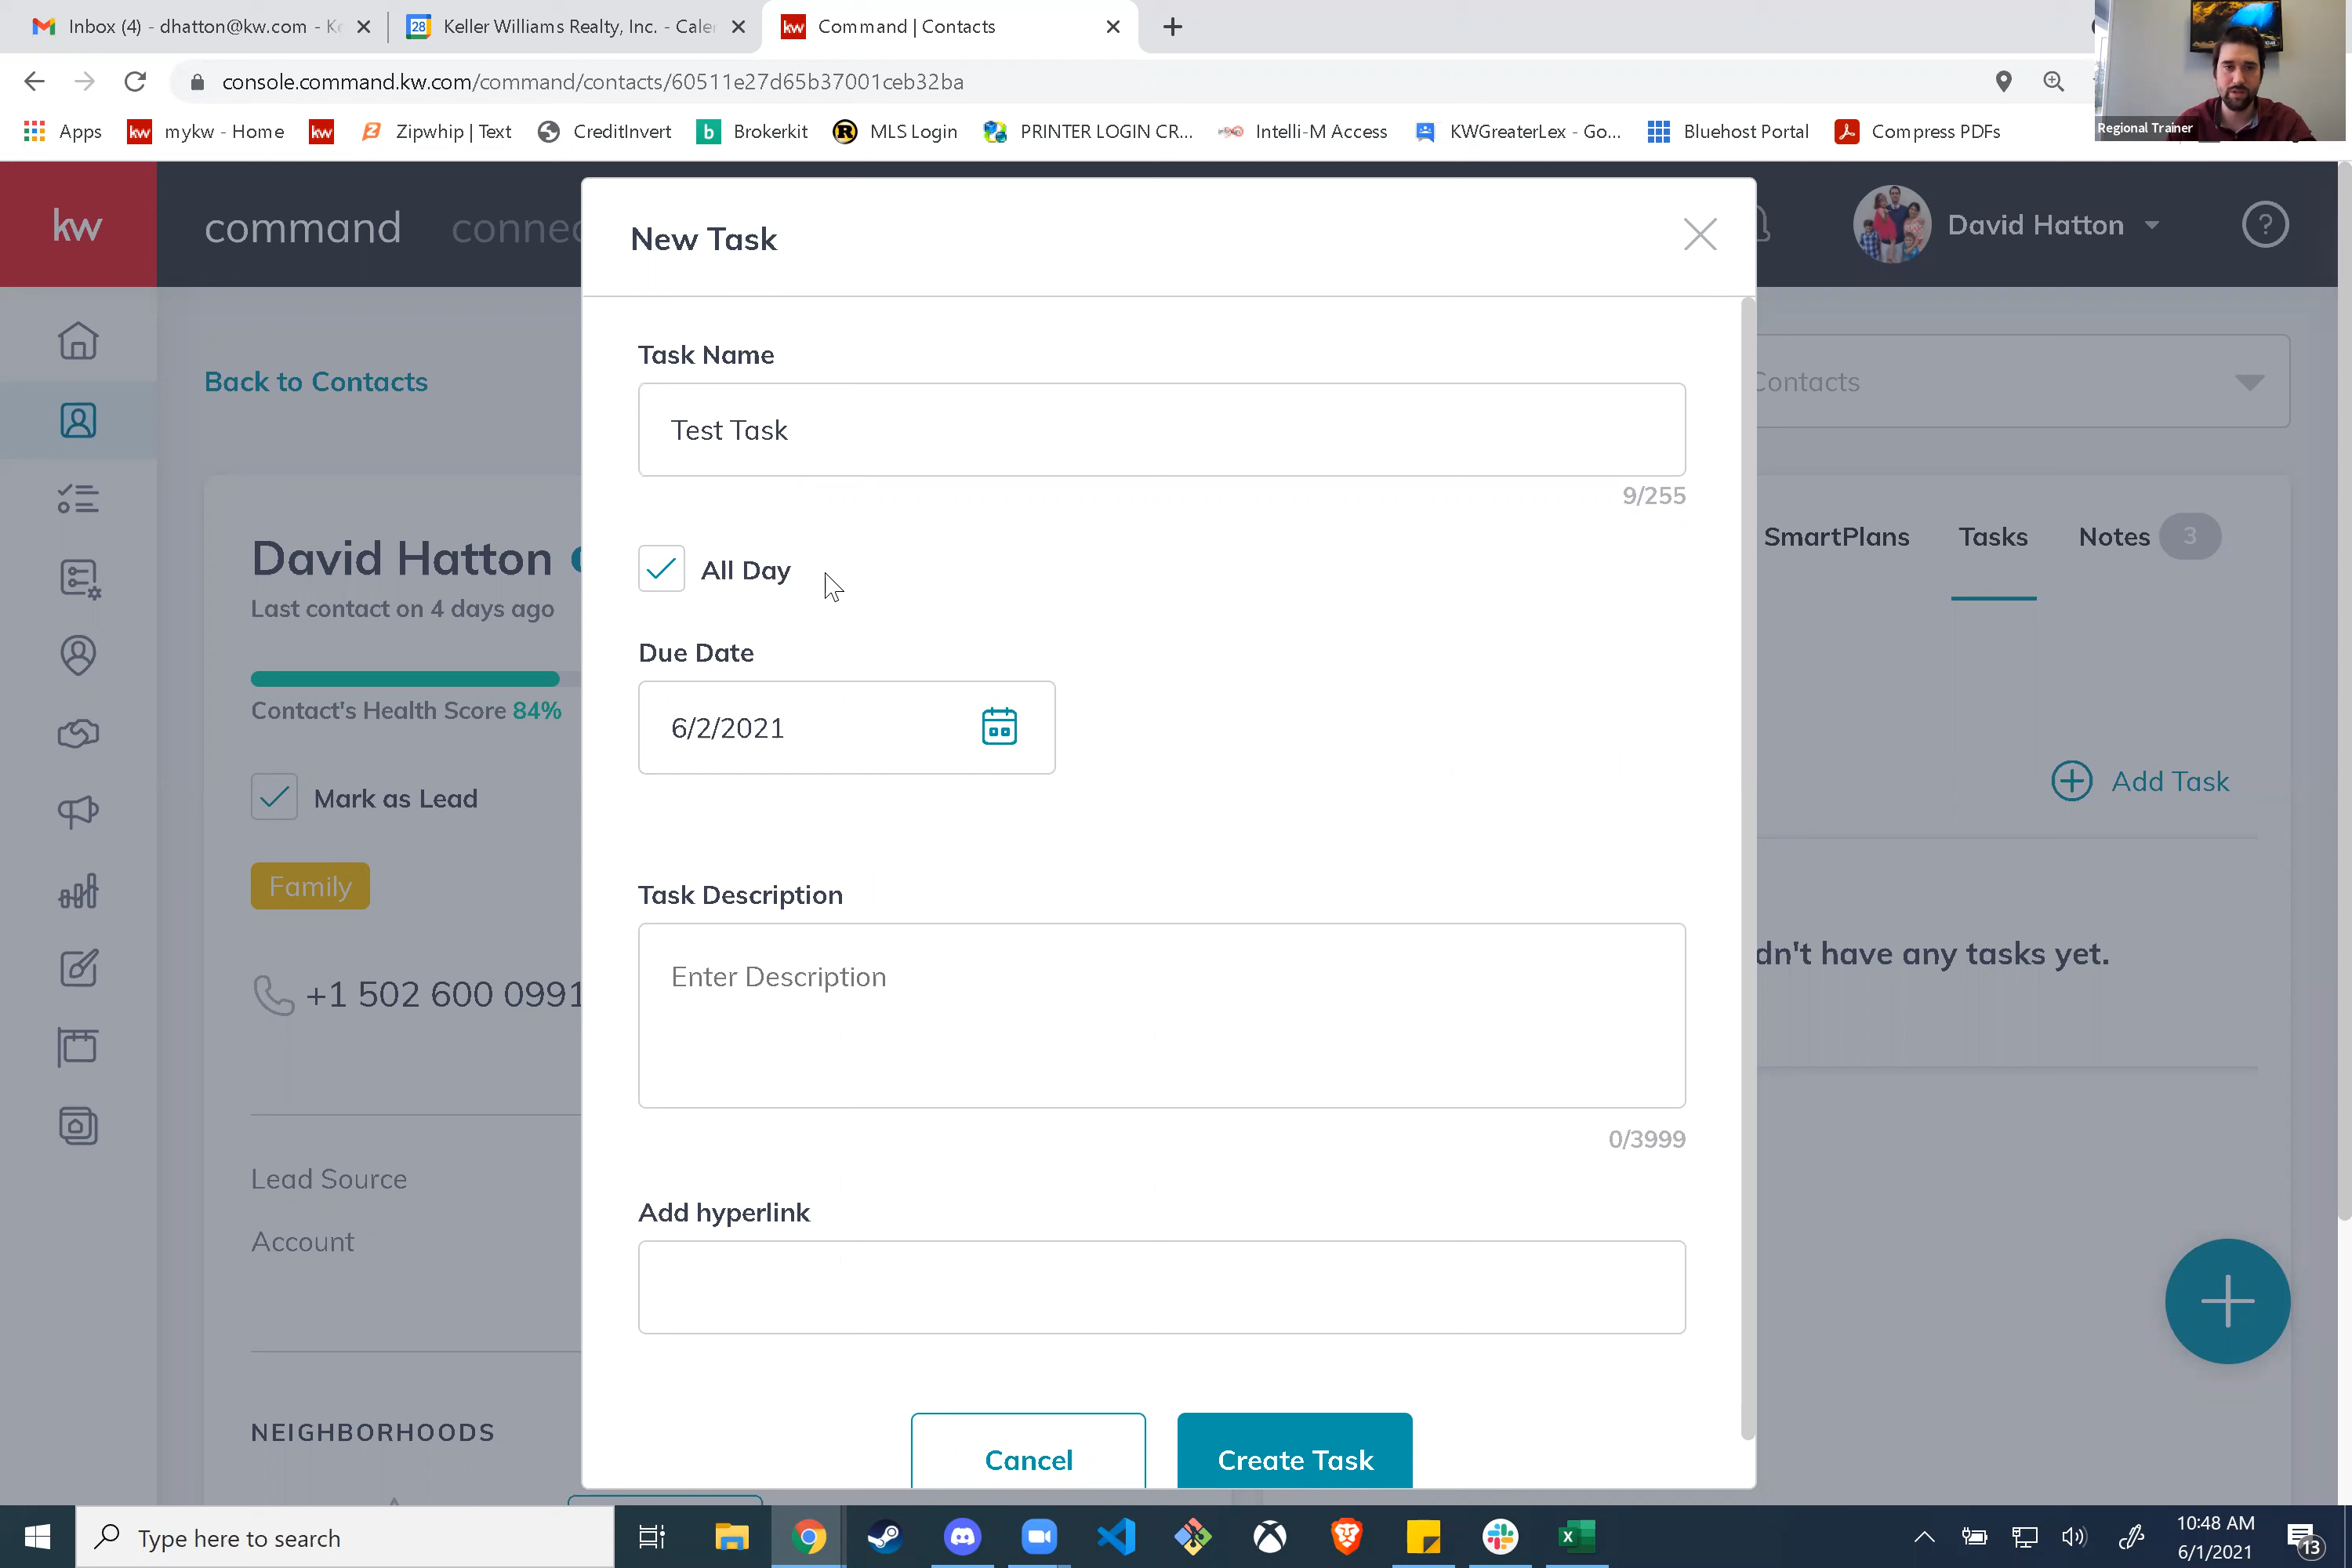 Inbox (4) - dhatton@kw.com - Ke
Keller Williams Realty, Inc. - Caler
kw Command | Contacts
console.command.kw.com/command/contacts/60511e27d65b37001ceb32ba
Apps
kw mykw - Home
kw
Zipwhip | Text
CreditInvert
b Brokerkit
R MLS Login
PRINTER LOGIN CR...
Intelli-M Access
KWGreaterLex - Go...
Bluehost Portal
Compress PDFs
Regional Trainer
kw
command
connec
David Hatton
?
New Task
Back to Contacts
Contacts
Task Name
Test Task
9/255
SmartPlans
Tasks
Notes 3
David Hatton
Last contact on 4 days ago
All Day
Due Date
6/2/2021
Contact's Health Score 84%
Mark as Lead
Add Task
Family
Task Description
Enter Description
dn't have any tasks yet.
+1 502 600 0991
0/3999
Lead Source
Add hyperlink
Account
NEIGHBORHOODS
Cancel
Create Task
Type here to search
10:48 AM
6/1/2021
13